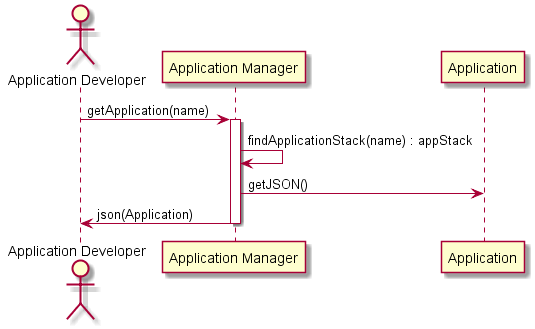 Application Developer
Application Manager
Application
getApplication(name)
findApplicationStack(name) : appStack
getJSON()
json(Application)
Application Developer
Application Manager
Application